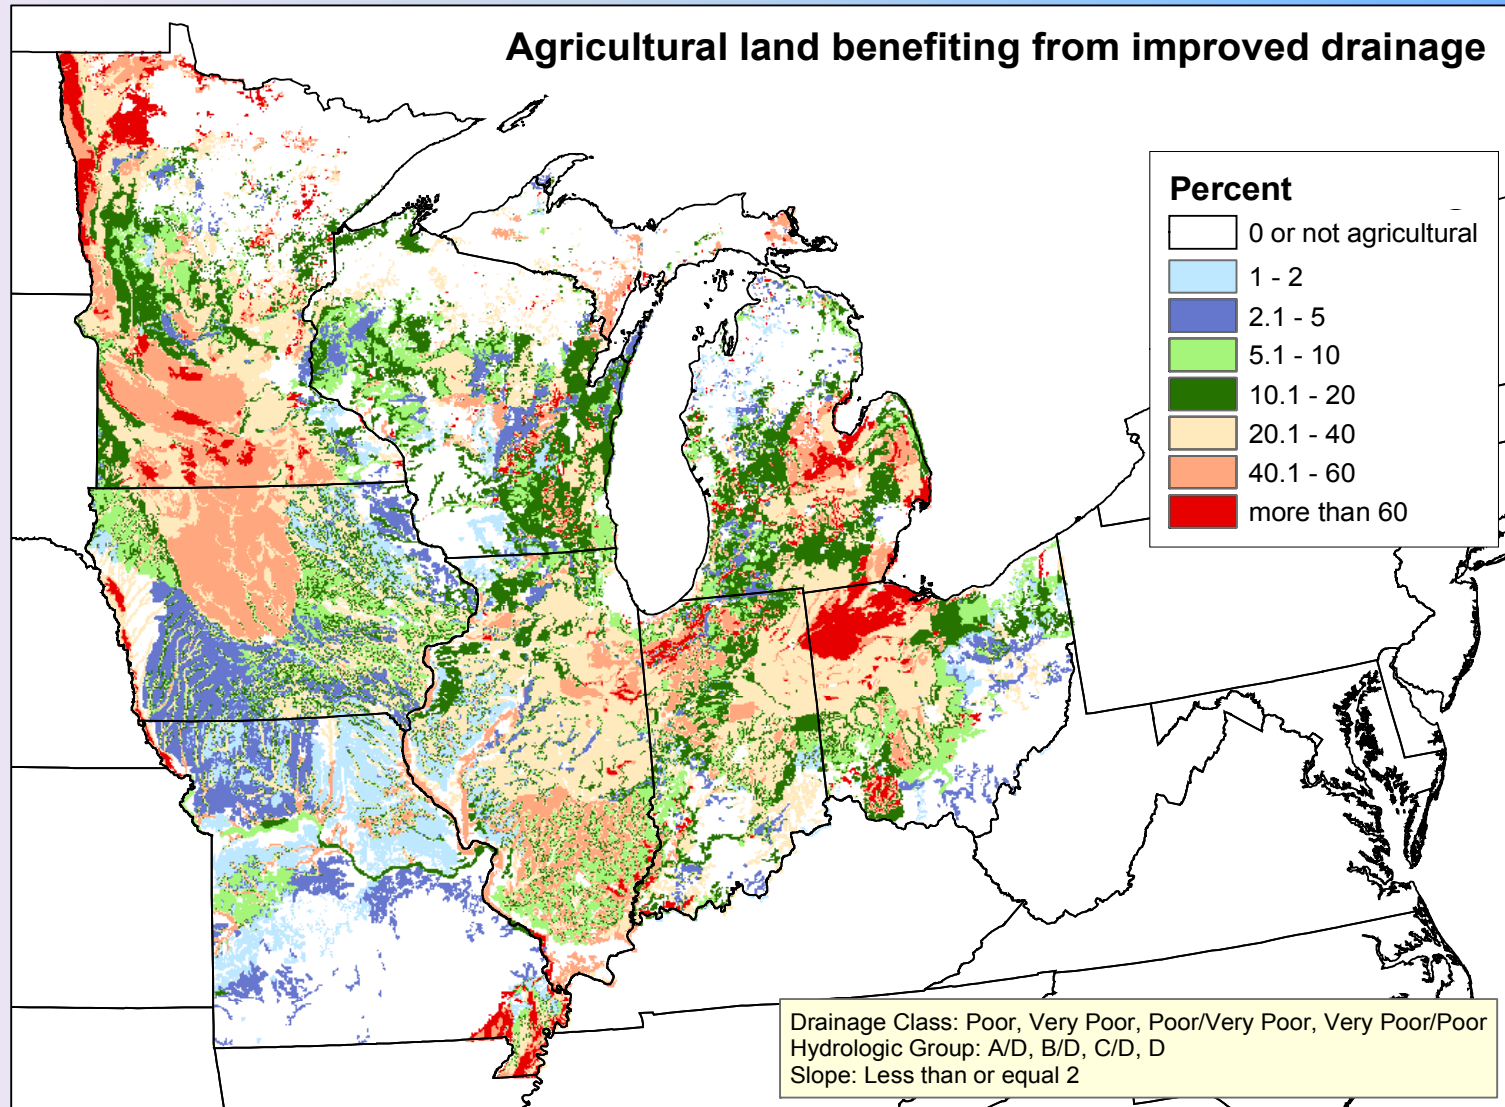 Agricultural land benefiting from improved drainage
Percent
0 or not agricultural
1 - 2
2.1 - 5
5.1 - 10
10.1 - 20
20.1 - 40
40.1 - 60
more than 60
Drainage Class: Poor, Very Poor, Poor/Very Poor, Very Poor/Poor
Hydrologic Group: A/D, B/D, C/D, D
Slope: Less than or equal 2